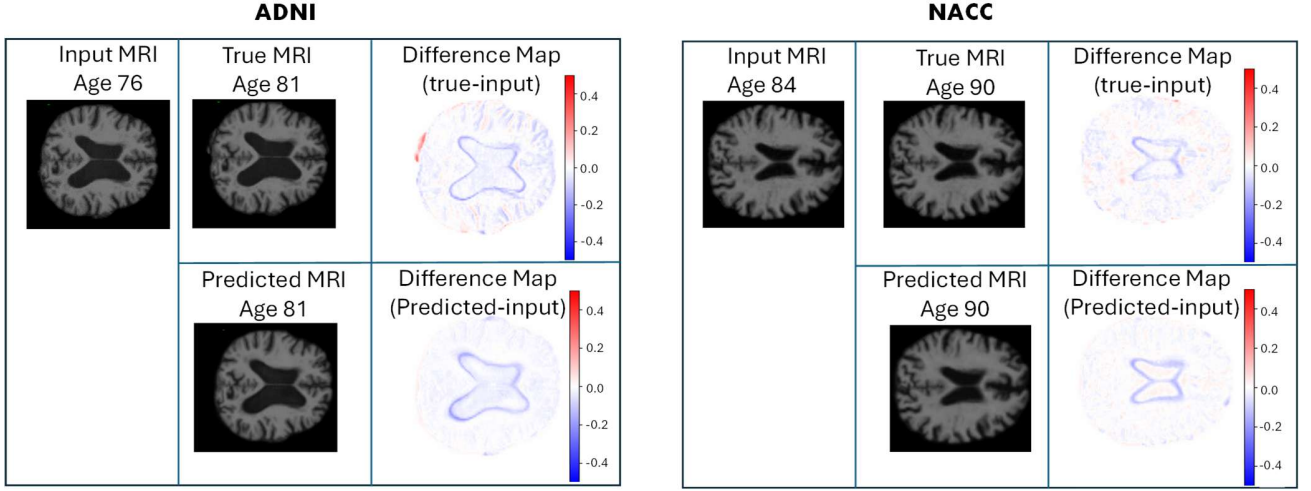 ADNI
Input MRI
Age 76
True MRI
Age 81
Difference Map
(true-input)
0.4
0.2
0.0
-0.2
-0.4
Predicted MRI
Age 81
Difference Map
(Predicted-input)
0.4
0.2
0.0
-0.2
-0.4
NACC
Input MRI
Age 84
True MRI
Age 90
Difference Map
(true-input)
0.4
0.2
0.0
-0.2
-0.4
Predicted MRI
Age 90
Difference Map
(Predicted-input)
0.4
0.2
0.0
-0.2
-0.4